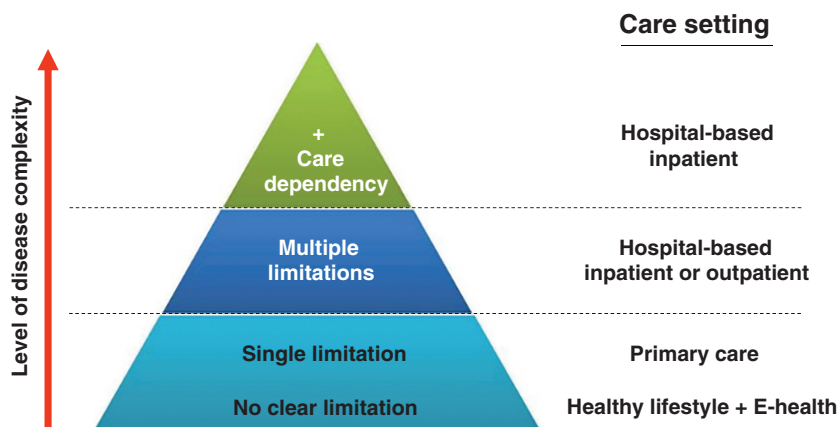 Care setting
Level of disease complexity
+
Care
dependency
Hospital-based
inpatient
Multiple
limitations
Hospital-based
inpatient or outpatient
Single limitation
Primary care
No clear limitation
Healthy lifestyle + E-health